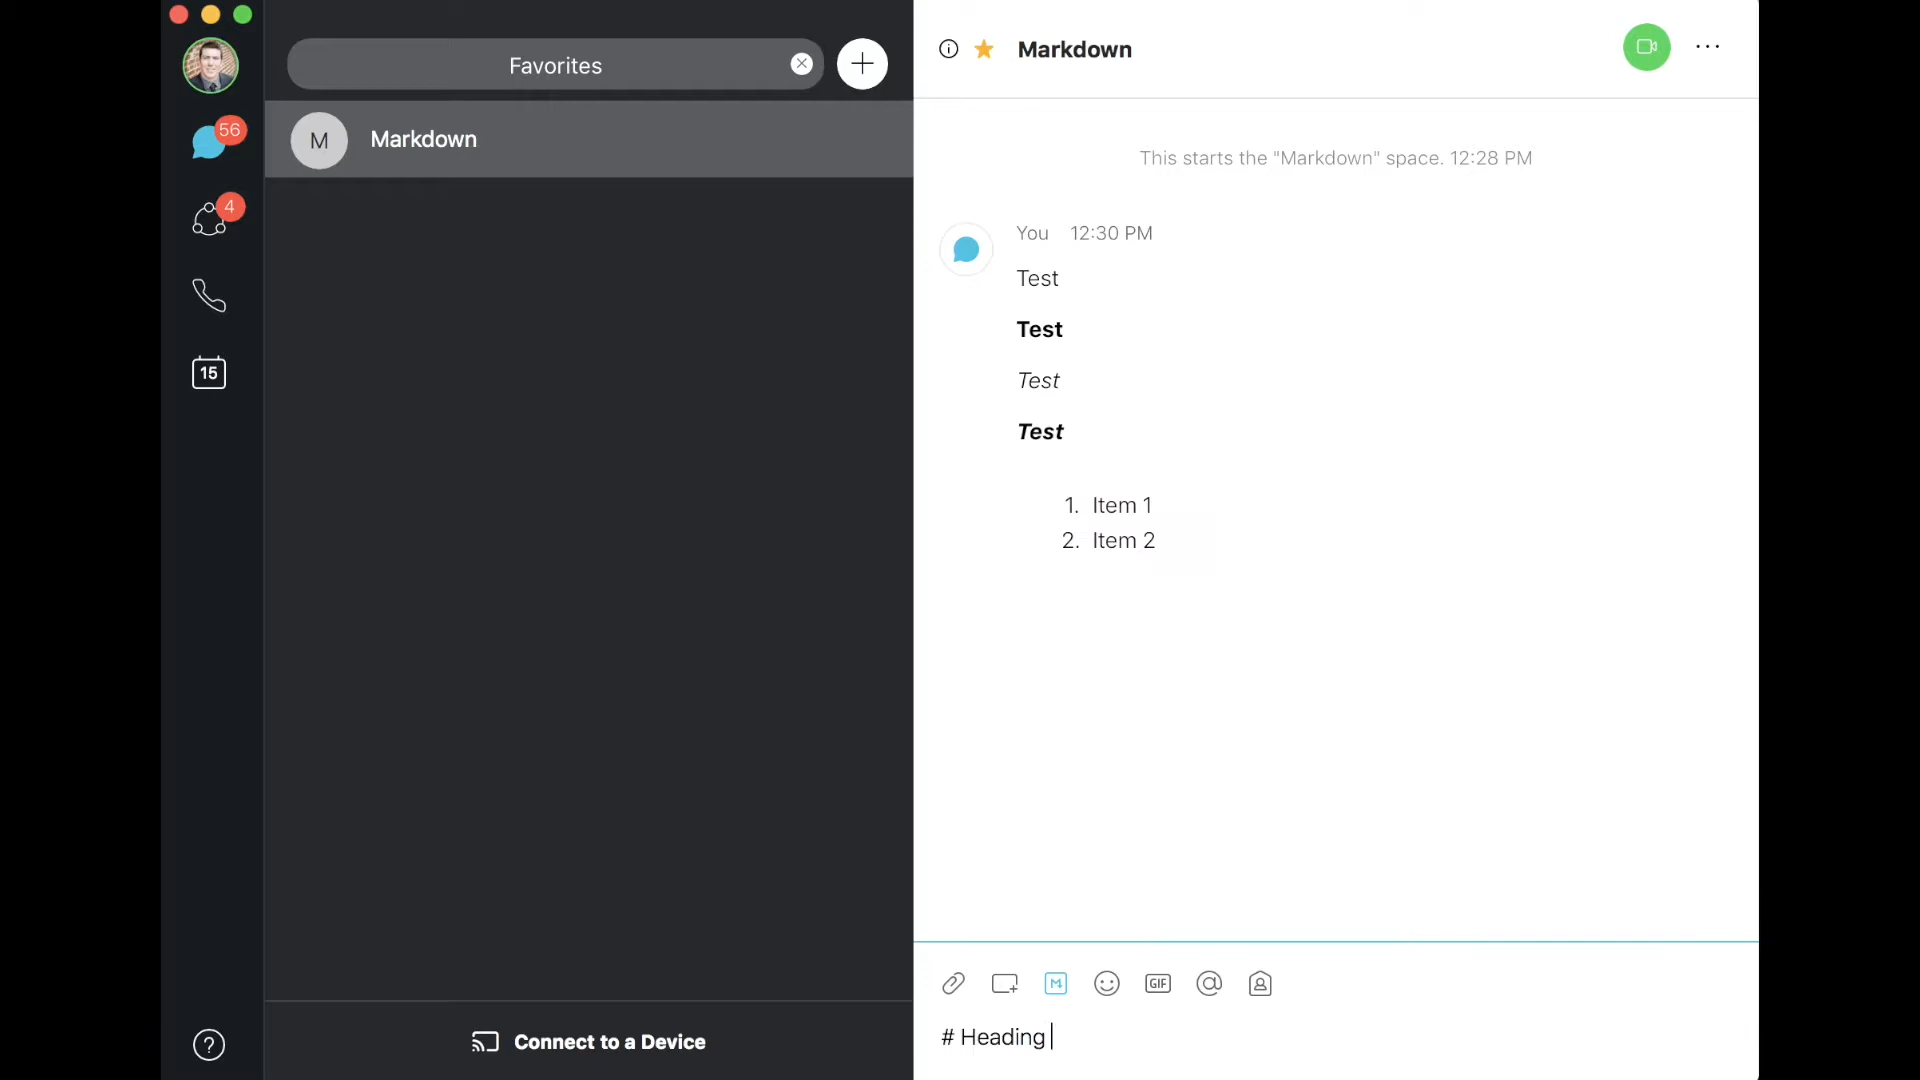 Favorites
M
Markdown
56
4
15
Connect to a Device
?
Markdown
This starts the "Markdown" space. 12:28 PM
You 12:30 PM
Test
Test
Test
Test
1. Item 1
2. Item 2
M GIF @
# Heading